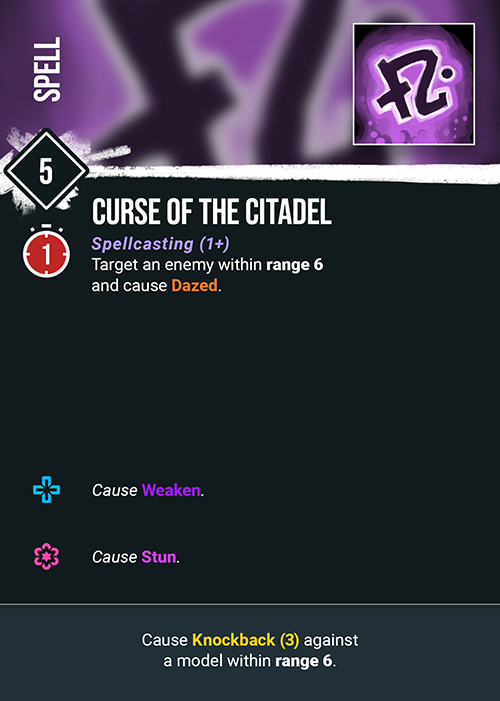 SPELL
5
CURSE OF THE CITADEL
1
Spellcasting (1+)
Target an enemy within range 6
and cause Dazed.
Cause Weaken.
Cause Stun.
Cause Knockback (3) against
a model within range 6.